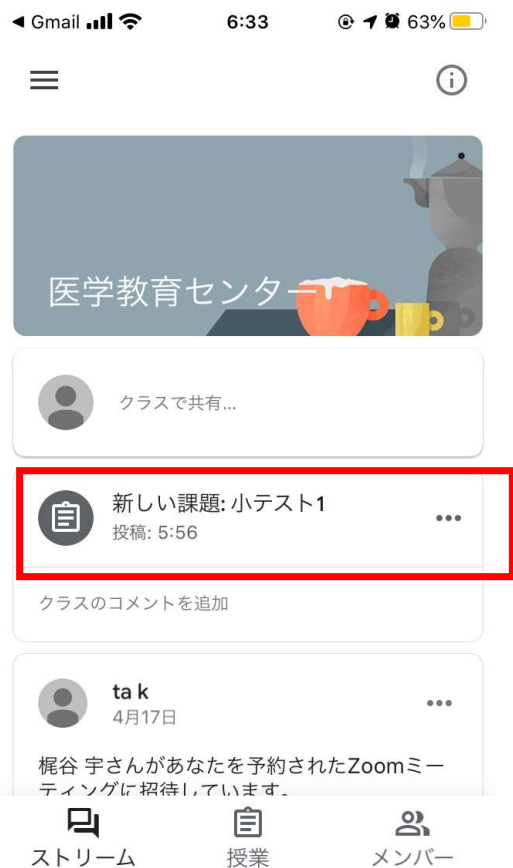 Gmail
6:33
63%
医学教育センター
クラスで共有...
新しい課題: 小テスト1
投稿: 5:56
クラスのコメントを追加
ta k
4月17日
梶谷 宇さんがあなたを予約されたZoomミー
ティングに招待しています。
ストリーム
授業
メンバー